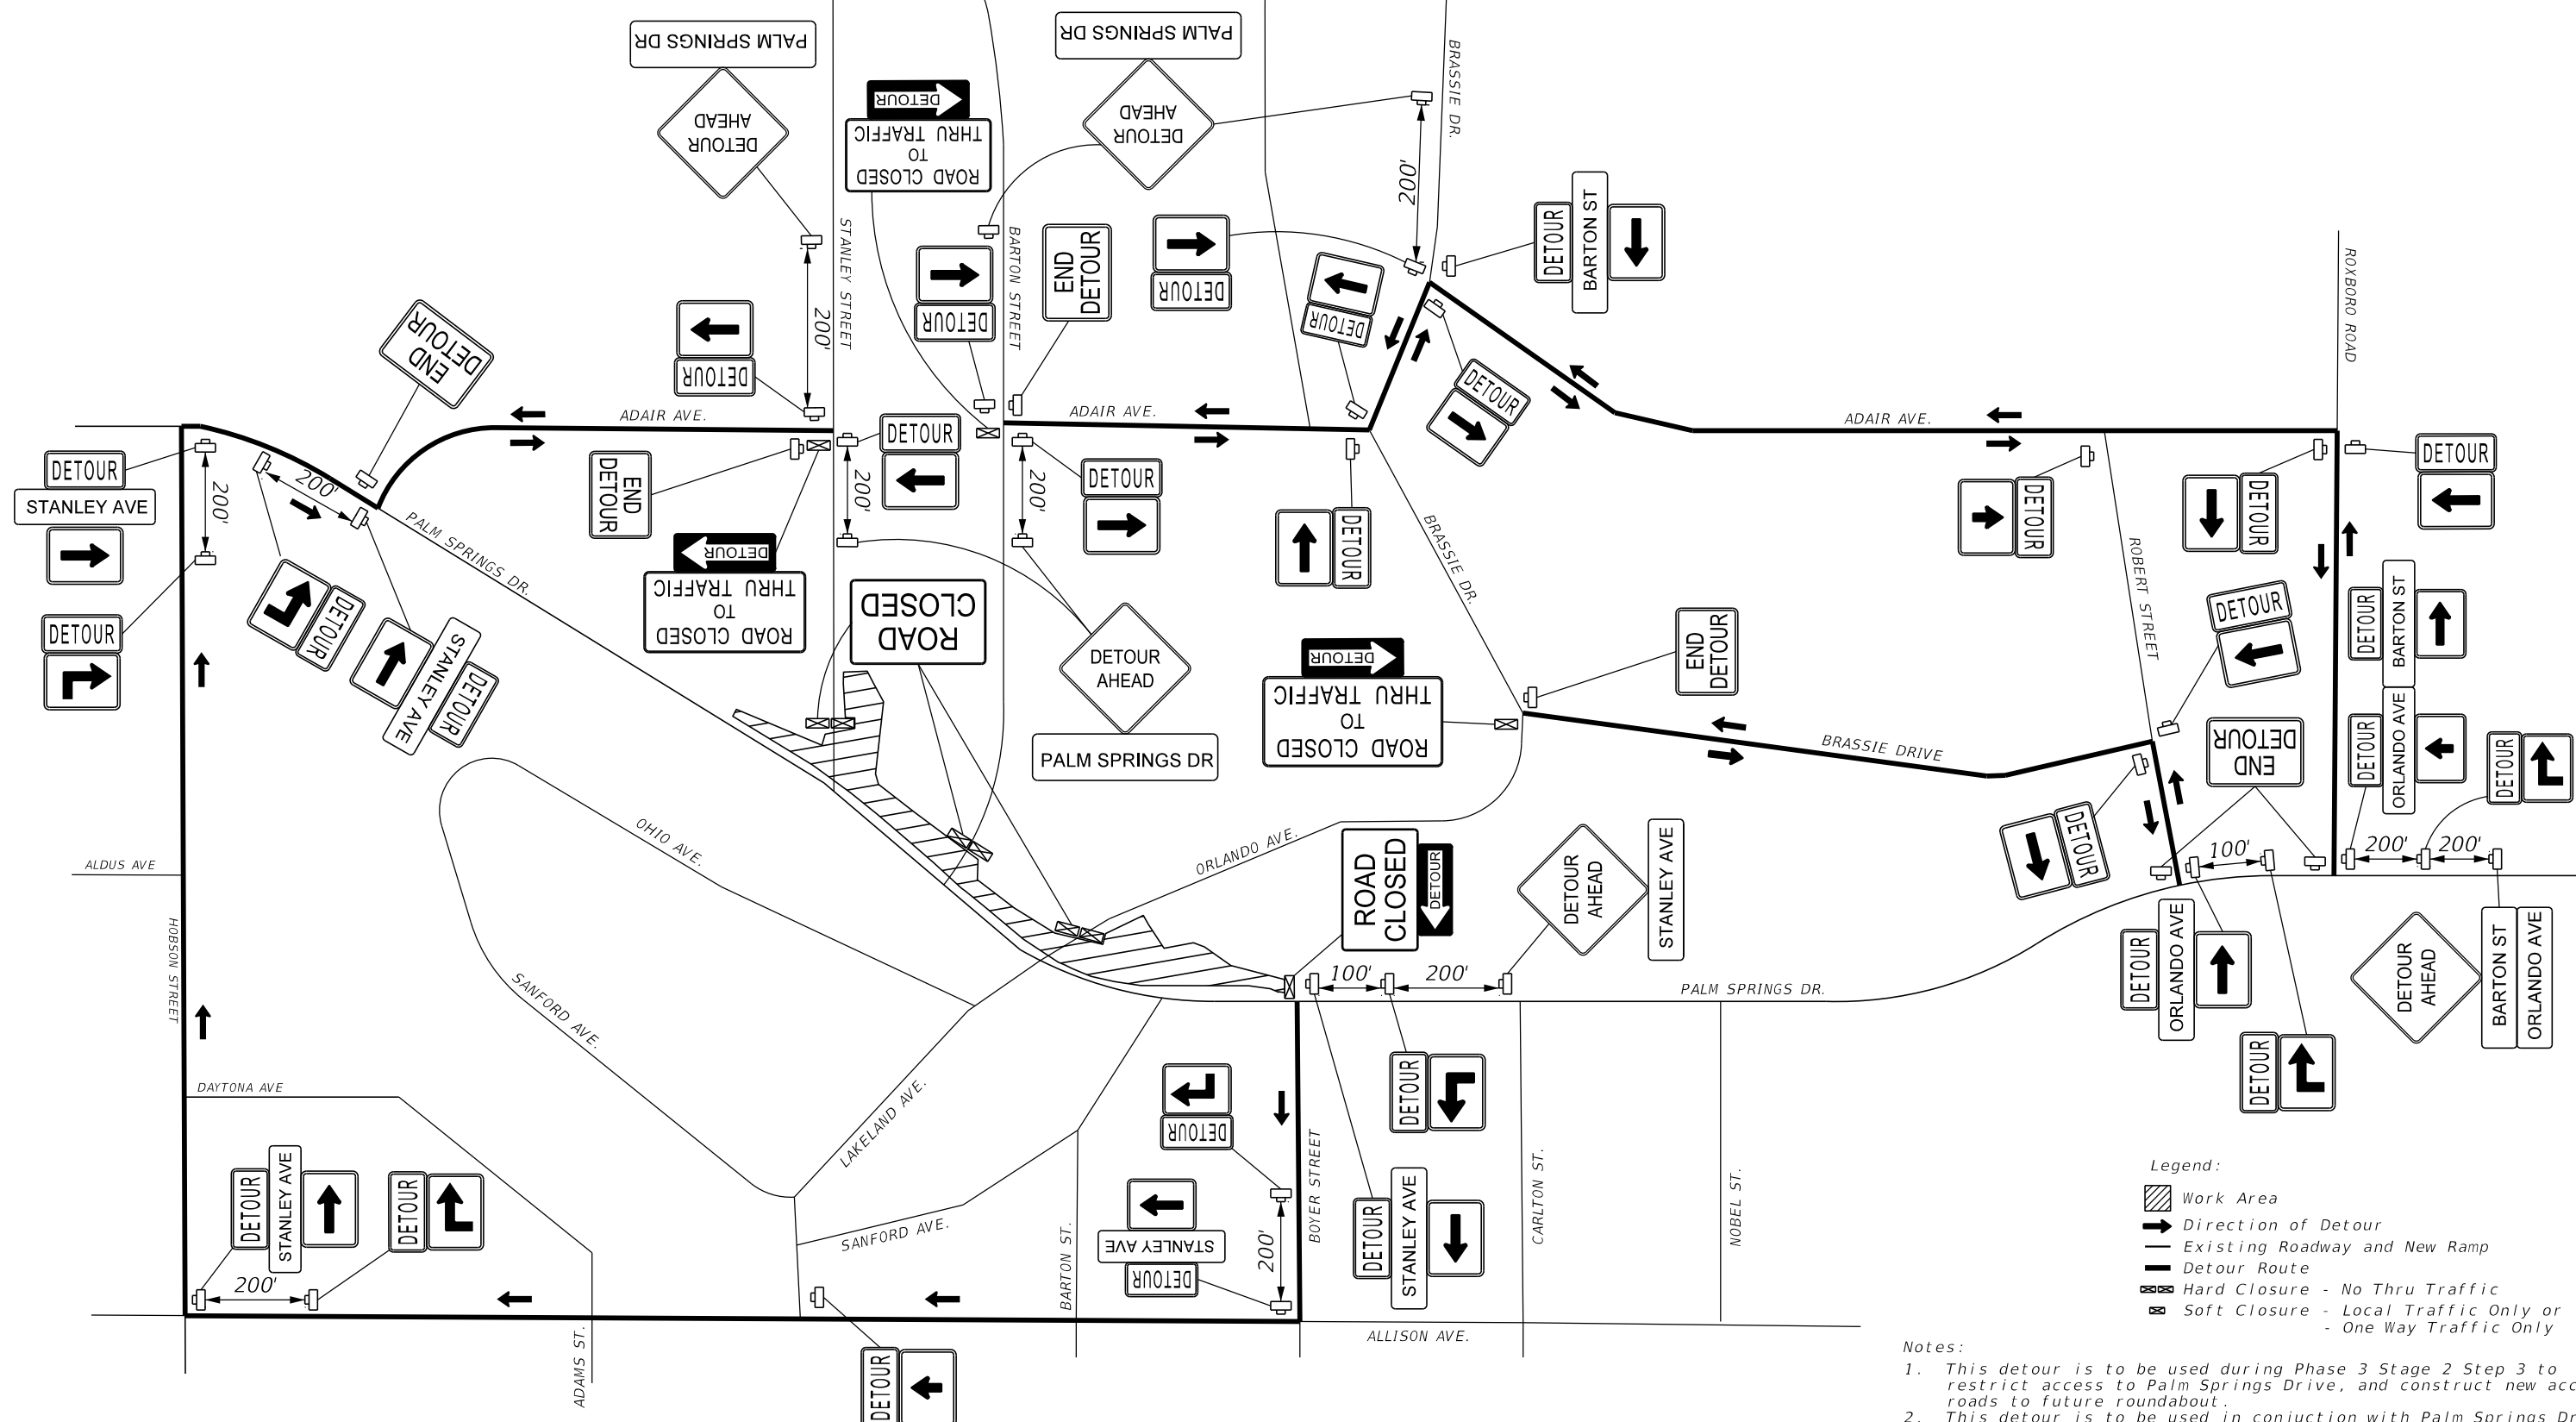 PALM SPRINGS DR
DETOUR
AHEAD
DETOUR
ROAD CLOSED
TO
THRU TRAFFIC
PALM SPRINGS DR
DETOUR
AHEAD
BRASSIE DR.
200'
DETOUR
BARTON ST
STANLEY STREET
200'
BARTON STREET
DETOUR
END
DETOUR
DETOUR
DETOUR
ROXBORO ROAD
END
DETOUR
DETOUR
ADAIR AVE.
ADAIR AVE.
DETOUR
ADAIR AVE.
DETOUR
STANLEY AVE
200'
200'
PALM SPRINGS DR.
END
DETOUR
DETOUR
200'
200'
DETOUR
DETOUR
BRASSIE DR.
DETOUR
DETOUR
DETOUR
ROBERT STREET
DETOUR
DETOUR
DETOUR
STANLEY AVE
DETOUR
DETOUR
ROAD CLOSED
TO
THRU TRAFFIC
ROAD
CLOSED
DETOUR
AHEAD
PALM SPRINGS DR
DETOUR
ROAD CLOSED
TO
THRU TRAFFIC
END
DETOUR
DETOUR
DETOUR
BARTON ST
DETOUR
ORLANDO AVE
DETOUR
END
DETOUR
BRASSIE DRIVE
DETOUR
100'
200'
200'
ALDUS AVE
HOBSON STREET
OHIO AVE.
ORLANDO AVE.
SANFORD AVE.
ROAD
CLOSED
DETOUR
DETOUR
AHEAD
STANLEY AVE
100'
200'
PALM SPRINGS DR.
DETOUR
ORLANDO AVE
DETOUR
DETOUR
AHEAD
BARTON ST
ORLANDO AVE
DAYTONA AVE
LAKELAND AVE.
DETOUR
DETOUR
DETOUR
STANLEY AVE
DETOUR
200'
SANFORD AVE.
BARTON ST.
STANLEY AVE
DETOUR
200'
BOYER STREET
DETOUR
STANLEY AVE
CARLTON ST.
NOBEL ST.
ADAMS ST.
DETOUR
ALLISON AVE.
Legend:
Work Area
Direction of Detour
Existing Roadway and New Ramp
Detour Route
Hard Closure - No Thru Traffic
Soft Closure - Local Traffic Only or
- One Way Traffic Only
Notes:
1. This detour is to be used during Phase 3 Stage 2 Step 3 to
restrict access to Palm Springs Drive, and construct new acc
roads to future roundabout.
2. This detour is to be used in conjuction with Palm Springs Dr